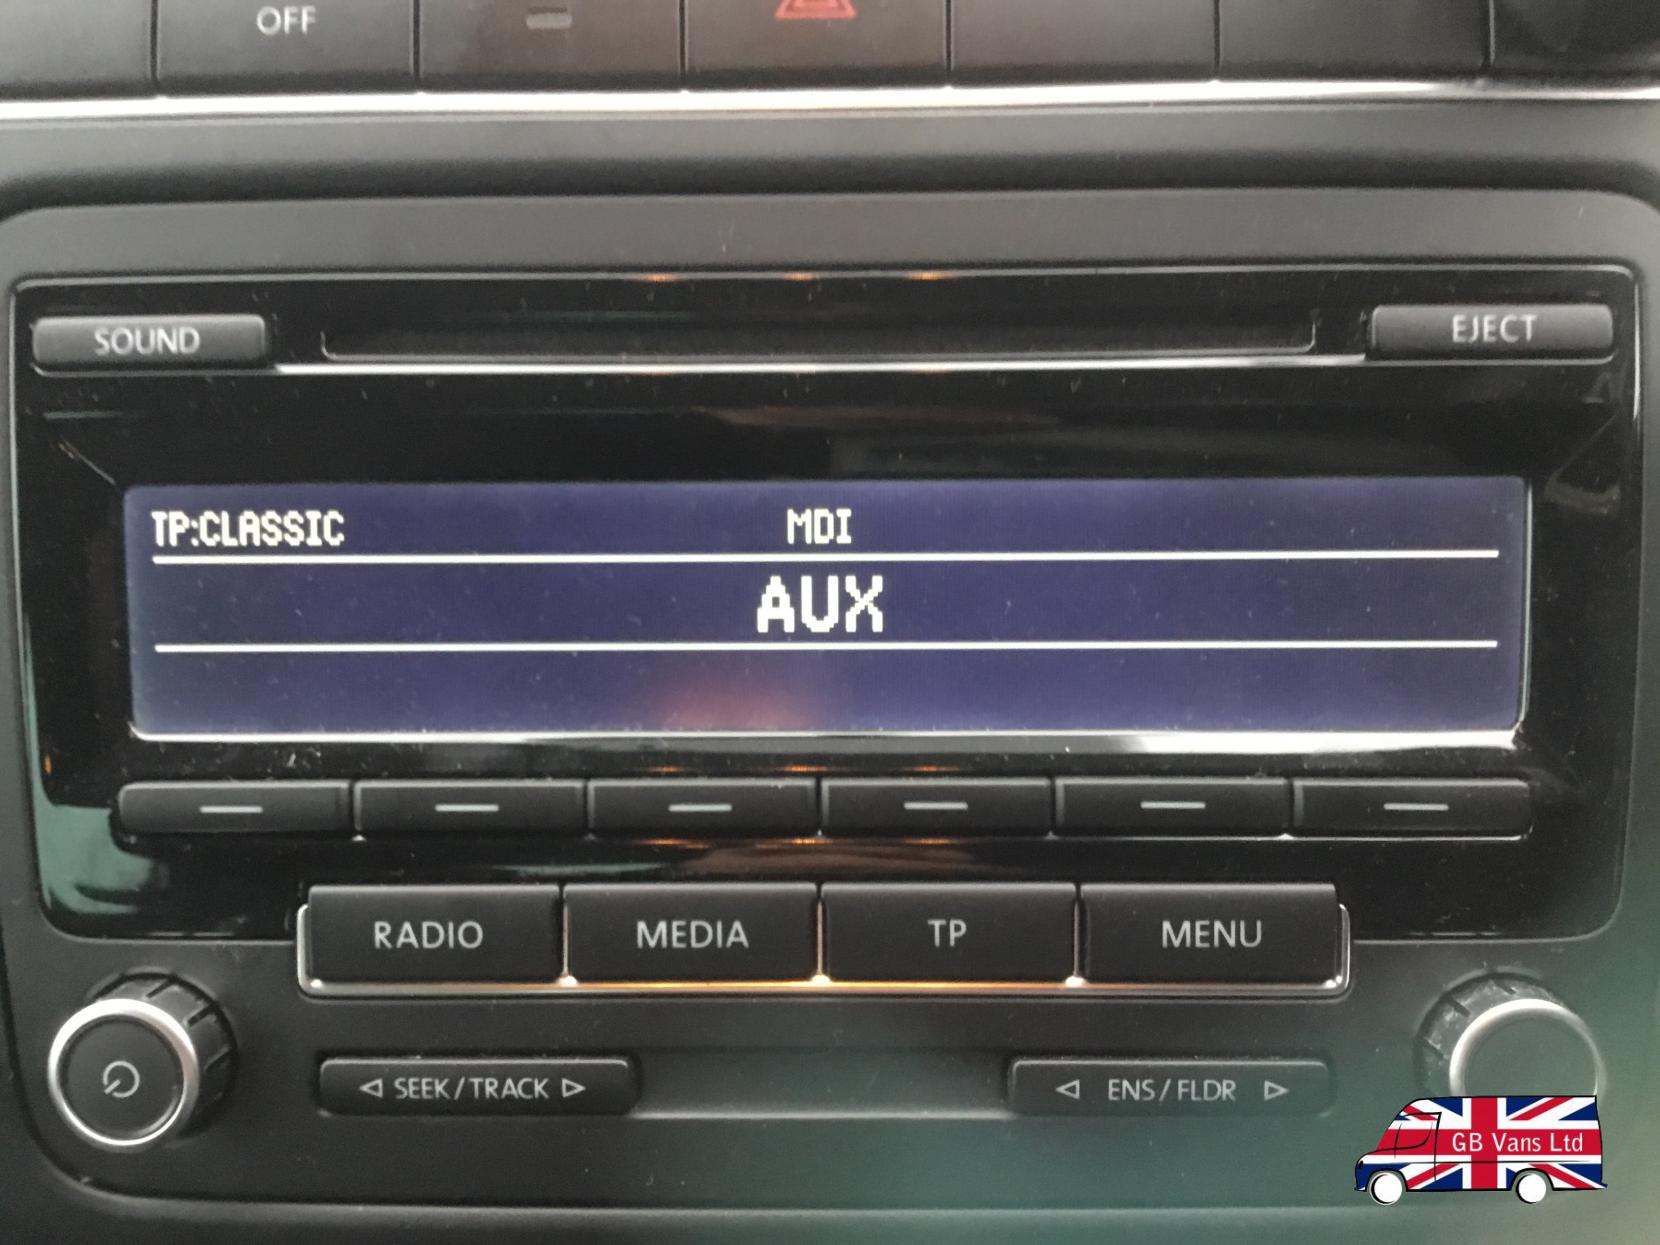 OFF
SOUND
EJECT
TP:CLASSIC
MDI
AUX
RADIO
MEDIA
TP
MENU
SEEK/TRACK
ENS/FLDR
GB Vans Ltd